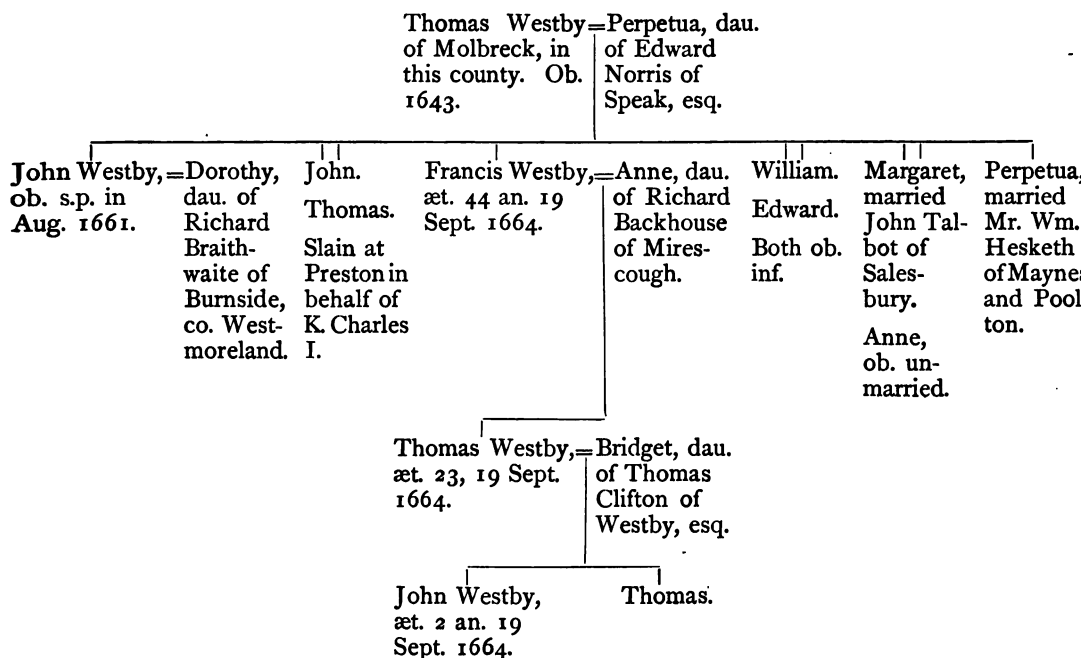 Thomas Westby=Perpetua, dau.
of Molbreck, in of Edward
this county. Ob. Norris of
1643. Speak, esq.
John Westby,=Dorothy,
ob. s.p. in dau. of
Aug. 1661. Richard
Braith-
waite of
Burnside,
co. West-
moreland.
John.
Thomas.
Slain at
Preston in
behalf of
K. Charles
I.
Francis Westby,=Anne, dau.
æt. 44 an. 19 of Richard
Sept. 1664. Backhouse
of Mires-
cough.
William.
Edward.
Both ob.
inf.
Margaret,
married
John Tal-
bot of
Sales-
bury.
Anne,
ob. un-
married.
Perpetua,
married
Mr. Wm.
Hesketh
of Maynes
and Pool
ton.
Thomas Westby,=Bridget, dau.
æt. 23, 19 Sept. of Thomas
1664. Clifton of
Westby, esq.
John Westby,
æt. 2 an. 19
Sept. 1664.
Thomas.